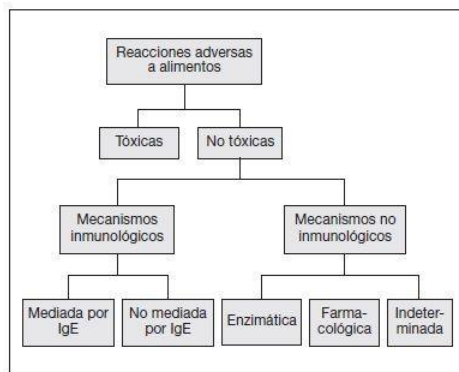 Reacciones adversas
a alimentos
Tóxicas
No tóxicas
Mecanismos
inmunológicos
Mecanismos no
inmunológicos
Mediada por
IgE
No mediada
por IgE
Enzimática
Farma-
cológica
Indeter-
minada